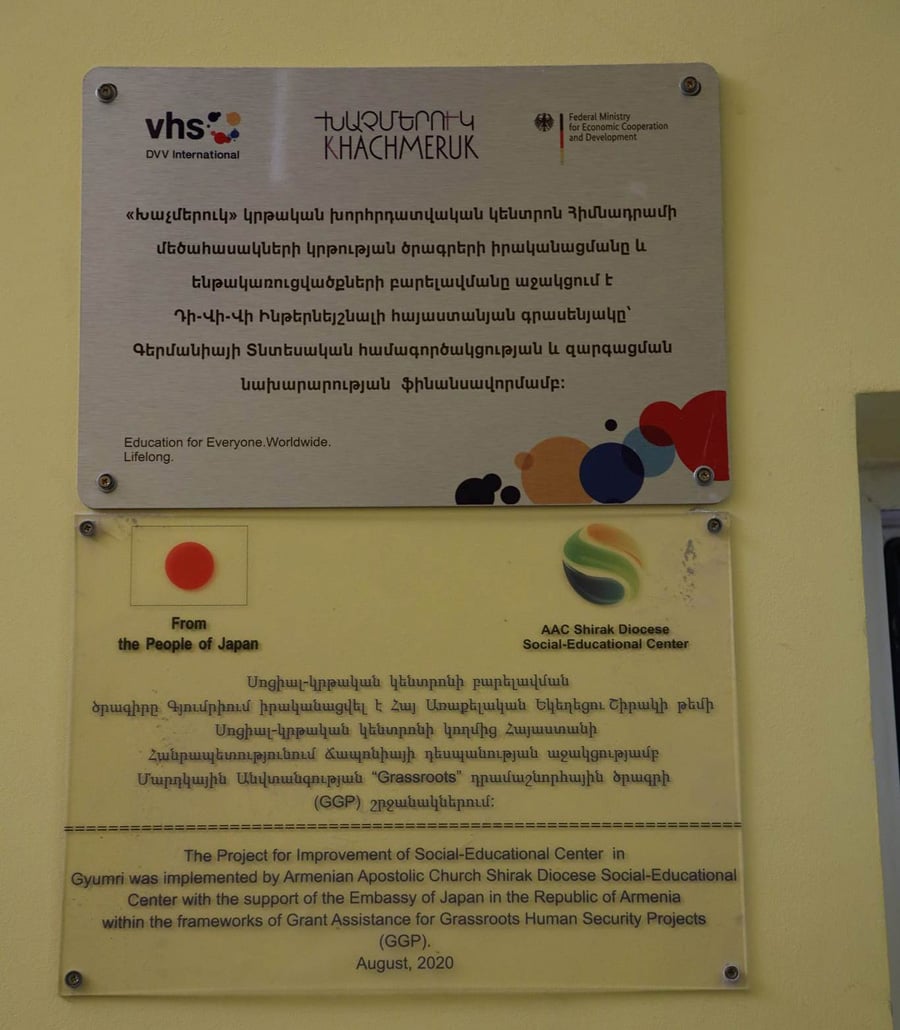 vhs
DVV International
ԽԱՉՄԵՐՈՒԿ
KHACHMERUK
Federal Ministry
for Economic Cooperation
and Development
«Խաչմերուկ» կրթական խորհրդատվական կենտրոն Հիմնադրամի
մեծահասակների կրթության ծրագրերի իրականացմանը և
ենթակառուցվածքների բարելավմանը աջակցում է
Դի-Վի-Վի Ինթերնեյշնալի հայաստանյան գրասենյակը՝
Գերմանիայի Տնտեսական համագործակցության և զարգացման
նախարարության ֆինանսավորմամբ:
Education for Everyone.Worldwide.
Lifelong.
From
the People of Japan
AAC Shirak Diocese
Social-Educational Center
Սոցիալ-կրթական կենտրոնի բարելավման
ծրագիրը Գյումրիում իրականացվել է Հայ Առաքելական Եկեղեցու Շիրակի թեմի
Սոցիալ-կրթական կենտրոնի կողմից Հայաստանի
Հանրապետությունում Ճապոնիայի դեսպանության աջակցությամբ
Մարդկային Անվտանգության “Grassroots” դրամաշնորհային ծրագրի
(GGP) շրջանակներում:
The Project for Improvement of Social-Educational Center in
Gyumri was implemented by Armenian Apostolic Church Shirak Diocese Social-Educational
Center with the support of the Embassy of Japan in the Republic of Armenia
within the frameworks of Grant Assistance for Grassroots Human Security Projects
(GGP).
August, 2020